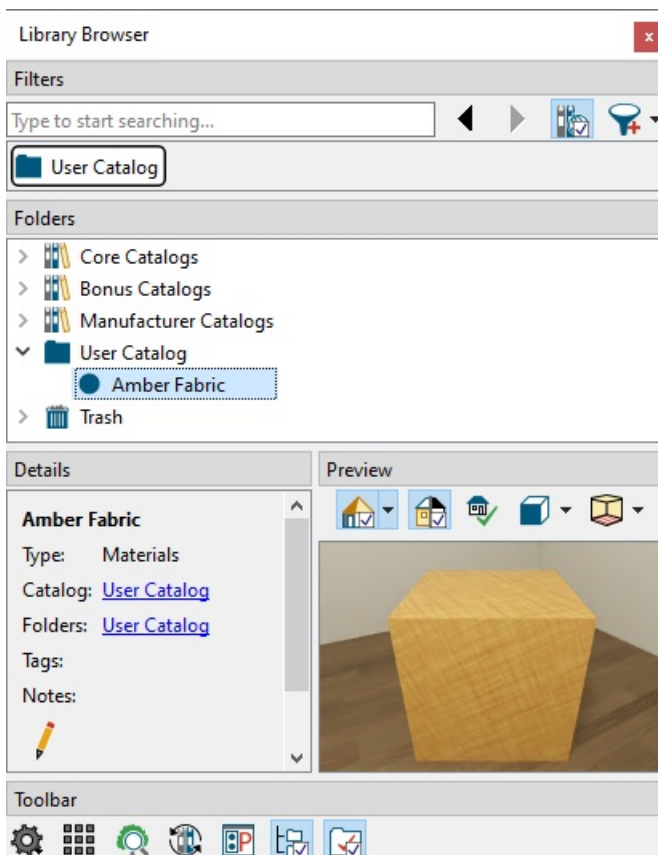 Library Browser
x
Filters
Type to start searching...
User Catalog
Folders
Core Catalogs
Bonus Catalogs
Manufacturer Catalogs
User Catalog
Amber Fabric
Trash
Details
Preview
Amber Fabric
Type: Materials
Catalog: User Catalog
Folders: User Catalog
Tags:
Notes:
Toolbar
P